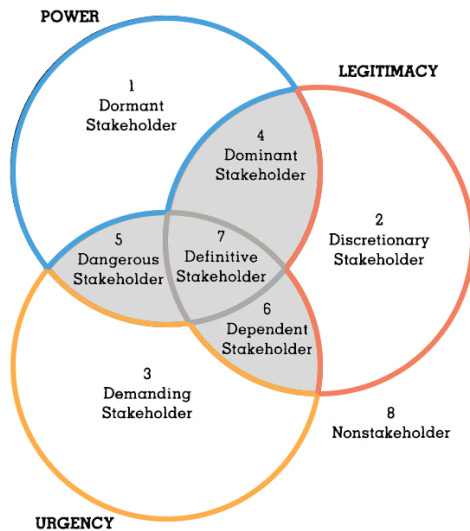 POWER
1
Dormant
Stakeholder
LEGITIMACY
4
Dominant
Stakeholder
2
Discretionary
Stakeholder
5
Dangerous
Stakeholder
7
Definitive
Stakeholder
6
Dependent
Stakeholder
3
Demanding
Stakeholder
8
Nonstakeholder
URGENCY